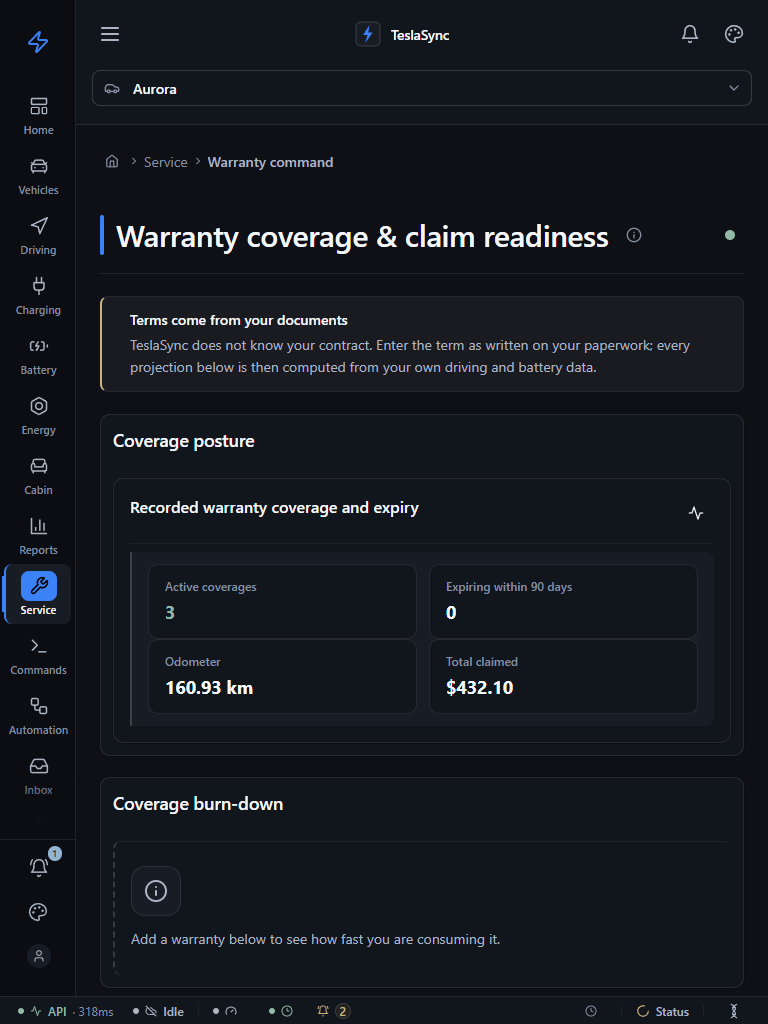 TeslaSync
Aurora
Home
Vehicles
Driving
Charging
Battery
Energy
Cabin
Reports
Service
Commands
Automation
Inbox
1
Service
Warranty command
Warranty coverage & claim readiness
Terms come from your documents
TeslaSync does not know your contract. Enter the term as written on your paperwork; every
projection below is then computed from your own driving and battery data.
Coverage posture
Recorded warranty coverage and expiry
Active coverages
3
Expiring within 90 days
0
Odometer
160.93 km
Total claimed
$432.10
Coverage burn-down
Add a warranty below to see how fast you are consuming it.
API · 318ms
Idle
2
Status